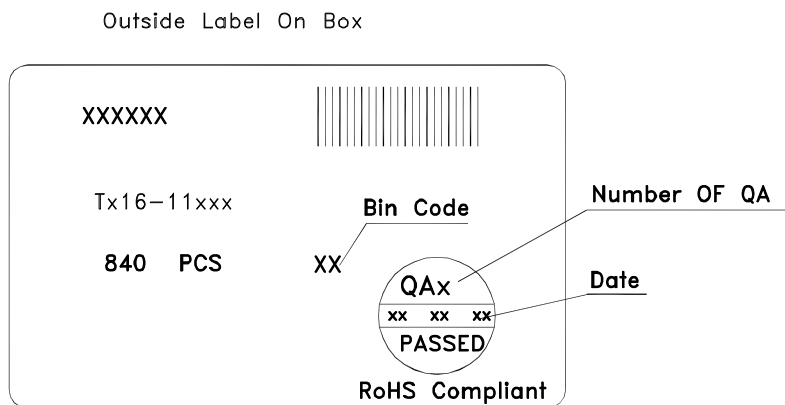 Outside Label On Box
XXXXXX
Tx16-11xxx
Bin Code
Number OF QA
840 PCS
XX
QAx
Date
xx xx xx
PASSED
RoHS Compliant